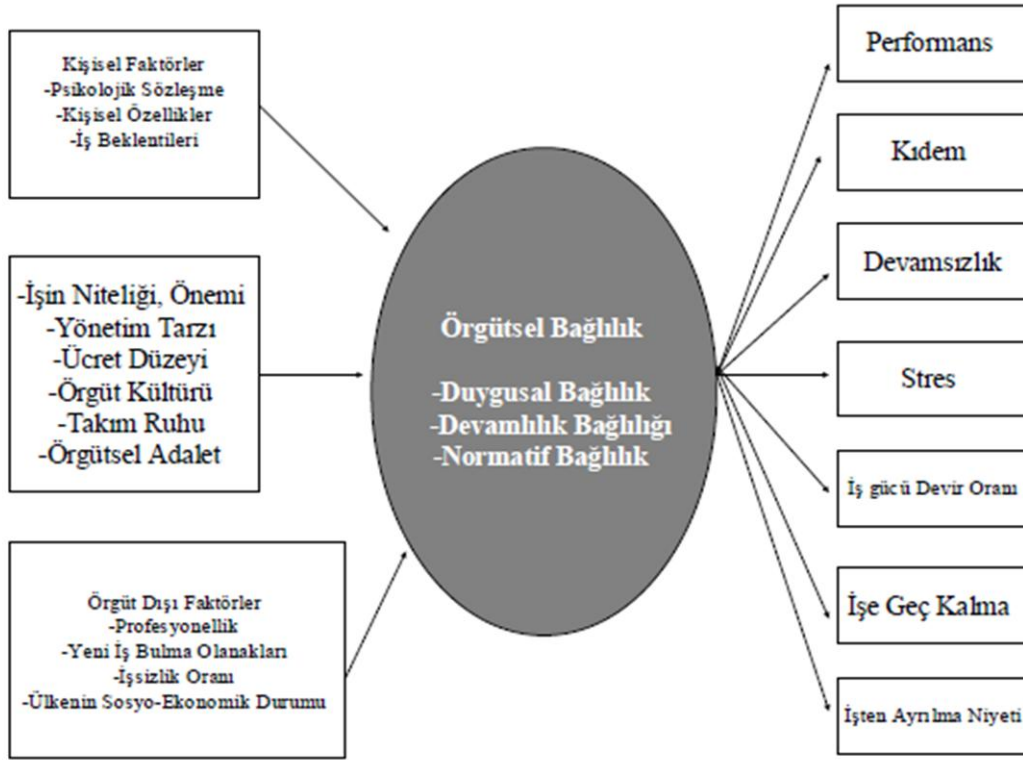 Kişisel Faktörler
-Psikolojik Sözleşme
-Kişisel Özellikler
-İş Beklentileri
-İşin Niteliği, Önemi
-Yönetim Tarzı
-Ücret Düzeyi
-Örgüt Kültürü
-Takım Ruhu
-Örgütsel Adalet
Örgüt Dışı Faktörler
-Profesyonellik
-Yeni İş Bulma Olanakları
-İşsizlik Oranı
-Ülkenin Sosyo-Ekonomik Durumu
Örgütsel Bağlılık
-Duygusal Bağlılık
-Devamlılık Bağlılığı
-Normatif Bağlılık
Performans
Kıdem
Devamsızlık
Stres
İş gücü Devir Oranı
İşe Geç Kalma
İşten Ayrılma Niyeti